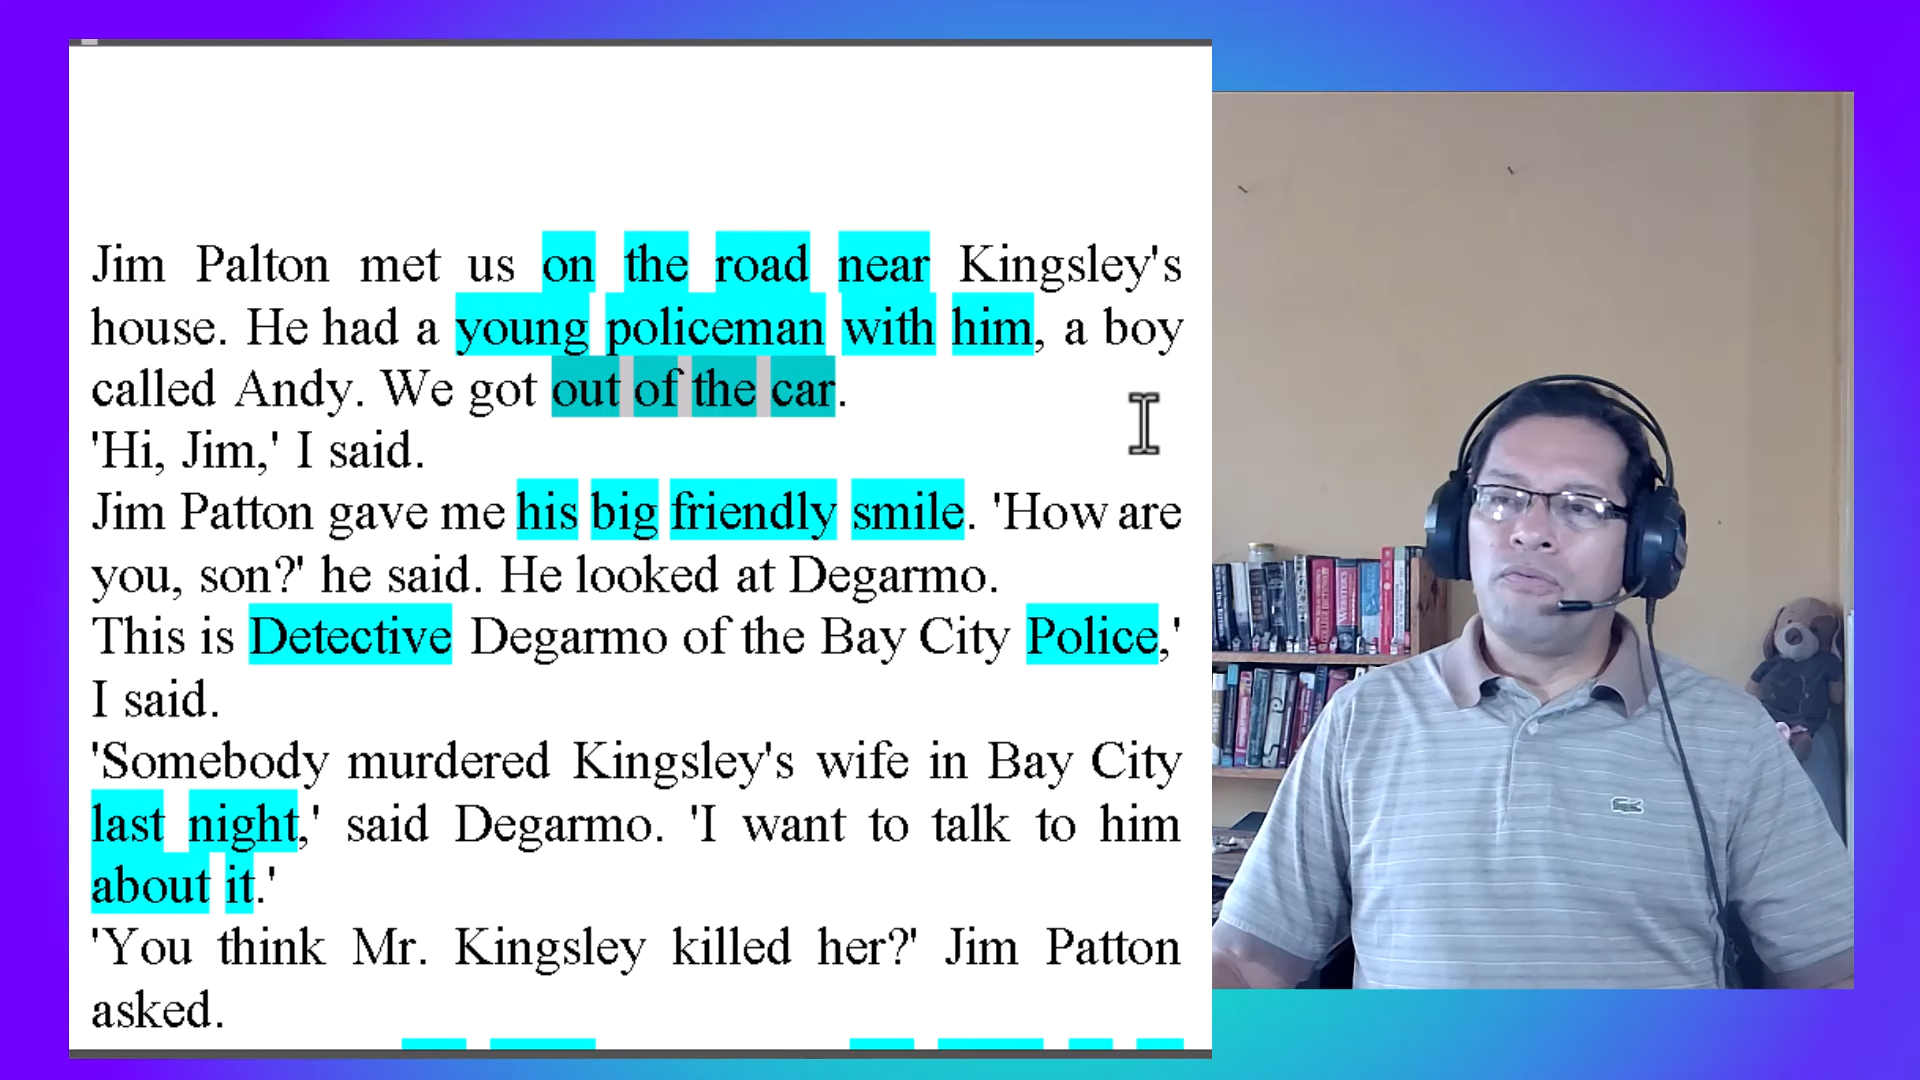 Jim Palton met us on the road near Kingsley's
house. He had a young policeman with him, a boy
called Andy. We got out of the car.
'Hi, Jim,' I said.
Jim Patton gave me his big friendly smile. 'How are
you, son?' he said. He looked at Degarmo.
This is Detective Degarmo of the Bay City Police,'
I said.
'Somebody murdered Kingsley's wife in Bay City
last night,' said Degarmo. 'I want to talk to him
about it.'
'You think Mr. Kingsley killed her?' Jim Patton
asked.